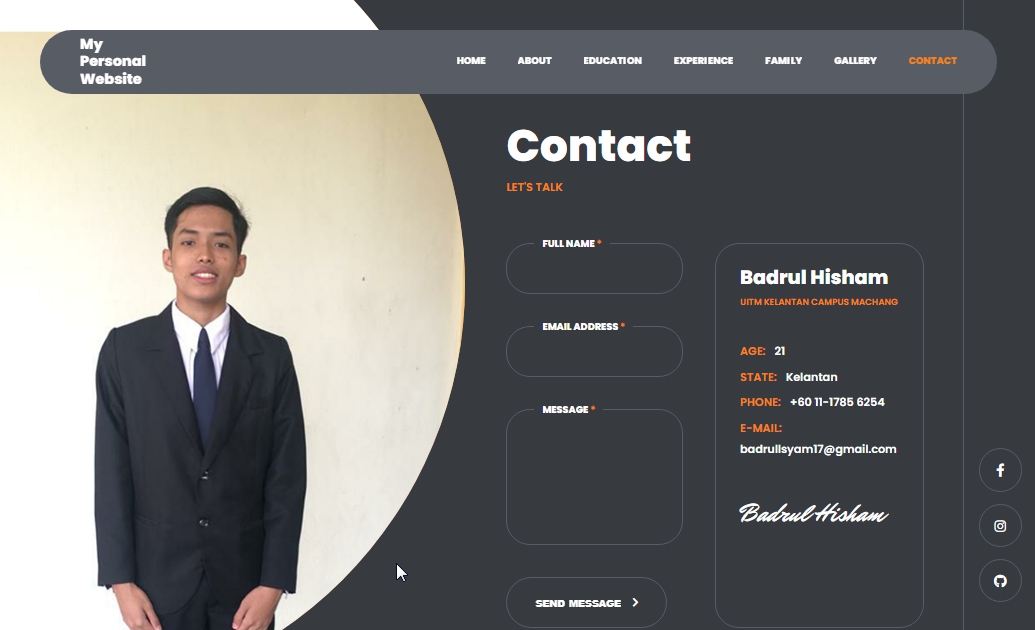 My
Personal
Website
HOME ABOUT EDUCATION EXPERIENCE FAMILY GALLERY CONTACT
Contact
LET'S TALK
FULL NAME *
EMAIL ADDRESS *
MESSAGE *
SEND MESSAGE
Badrul Hisham
UITM KELANTAN CAMPUS MACHANG
AGE: 21
STATE: Kelantan
PHONE: +60 11-1785 6254
E-MAIL:
badrullsyam17@gmail.com
Badrul Hisham